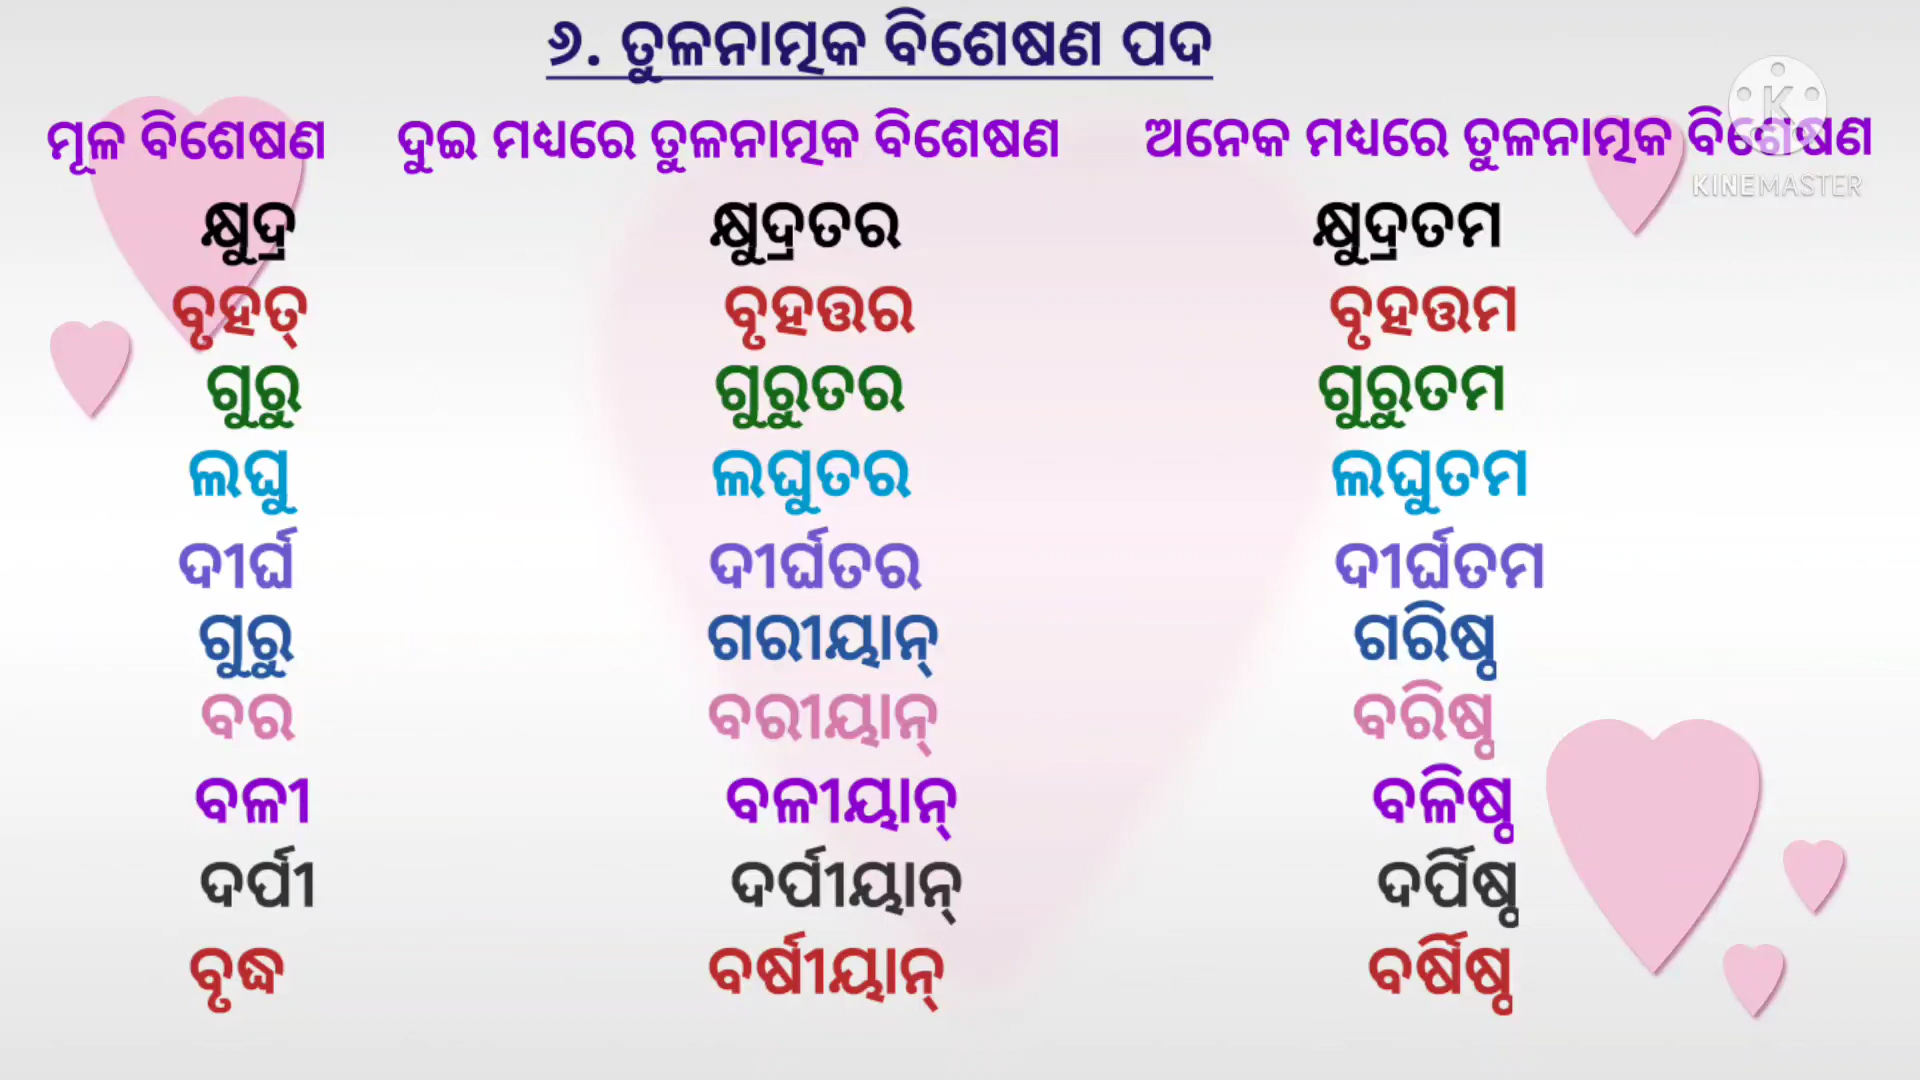 ୬. ତୁଳନାତ୍ମକ ବିଶେଷଣ ପଦ
ମୂଳ ବିଶେଷଣ ଦୁଇ ମଧ୍ୟରେ ତୁଳନାତ୍ମକ ବିଶେଷଣ ଅନେକ ମଧ୍ୟରେ ତୁଳନାତ୍ମକ ବିଶେଷଣ
KINEMASTER
କ୍ଷୁଦ୍ର କ୍ଷୁଦ୍ରତର କ୍ଷୁଦ୍ରତମ
ବୃହତ୍ ବୃହତ୍ତର ବୃହତ୍ତମ
ଗୁରୁ ଗୁରୁତର ଗୁରୁତମ
ଲଘୁ ଲଘୁତର ଲଘୁତମ
ଦୀର୍ଘ ଦୀର୍ଘତର ଦୀର୍ଘତମ
ଗୁରୁ ଗରୀୟାନ୍ ଗରିଷ୍ଠ
ବର ବରୀୟାନ୍ ବରିଷ୍ଠ
ବଳୀ ବଳୀୟାନ୍ ବଳିଷ୍ଠ
ଦର୍ପୀ ଦର୍ପୀୟାନ୍ ଦର୍ପିଷ୍ଠ
ବୃଦ୍ଧ ବର୍ଷୀୟାନ୍ ବର୍ଷିଷ୍ଠ